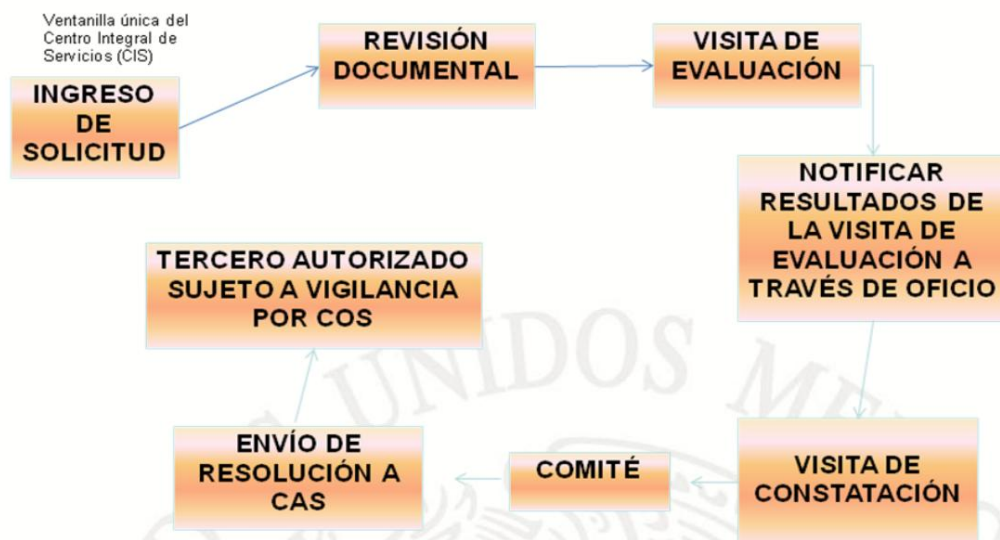 Ventanilla única del
Centro Integral de
Servicios (CIS)
INGRESO
DE
SOLICITUD
REVISIÓN
DOCUMENTAL
VISITA DE
EVALUACIÓN
NOTIFICAR
RESULTADOS DE
LA VISITA DE
EVALUACIÓN A
TRAVÉS DE OFICIO
VISITA DE
CONSTATACIÓN
COMITÉ
ENVÍO DE
RESOLUCIÓN A
CAS
TERCERO AUTORIZADO
SUJETO A VIGILANCIA
POR COS
UNIDOS